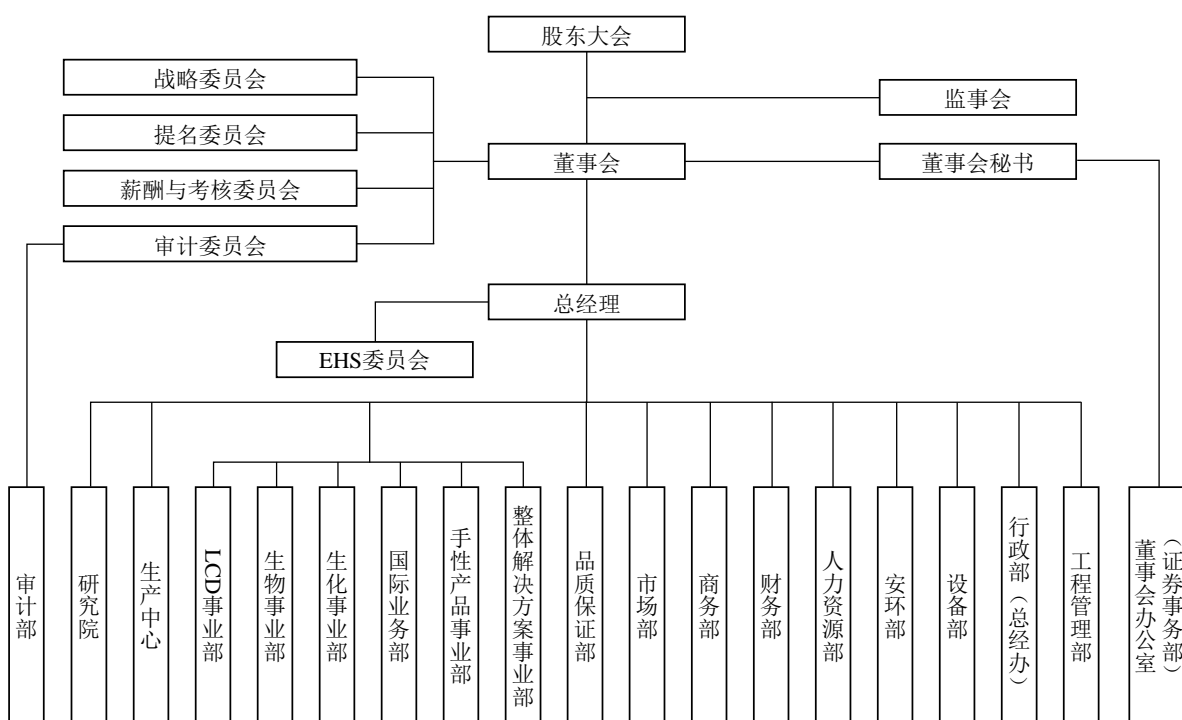 股东大会
战略委员会
监事会
提名委员会
董事会
董事会秘书
薪酬与考核委员会
审计委员会
总经理
EHS委员会
审计部
研究院
生产中心
LCD事业部
生物事业部
生化事业部
国际业务部
手性产品事业部
整体解决方案事业部
品质保证部
市场部
商务部
财务部
人力资源部
安环部
设备部
行政部（总经办）
工程管理部
董事会办公室
（证券事务部）